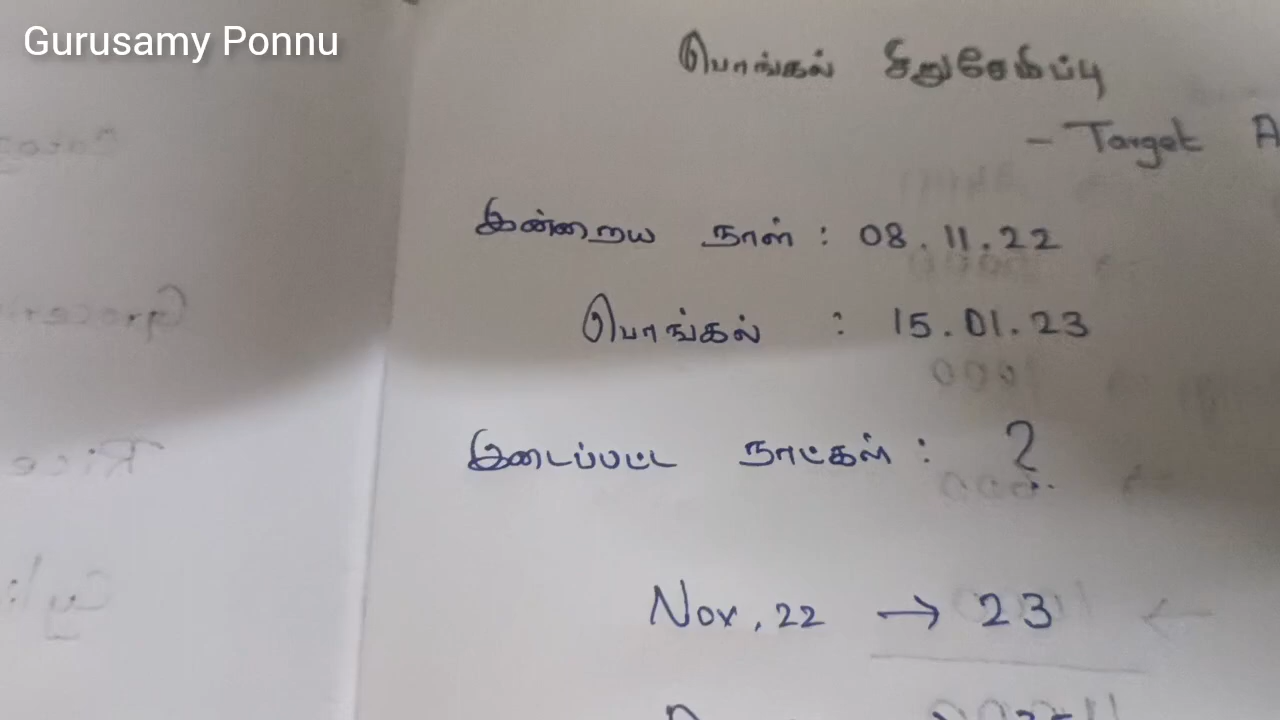 Gurusamy Ponnu
பொங்கல் சிறுசேமிப்பு
- Target A
இன்றைய நாள் : 08.11.22
பொங்கல் : 15.01.23
இடைப்பட்ட நாட்கள் : ?
Nov, 22 → 23